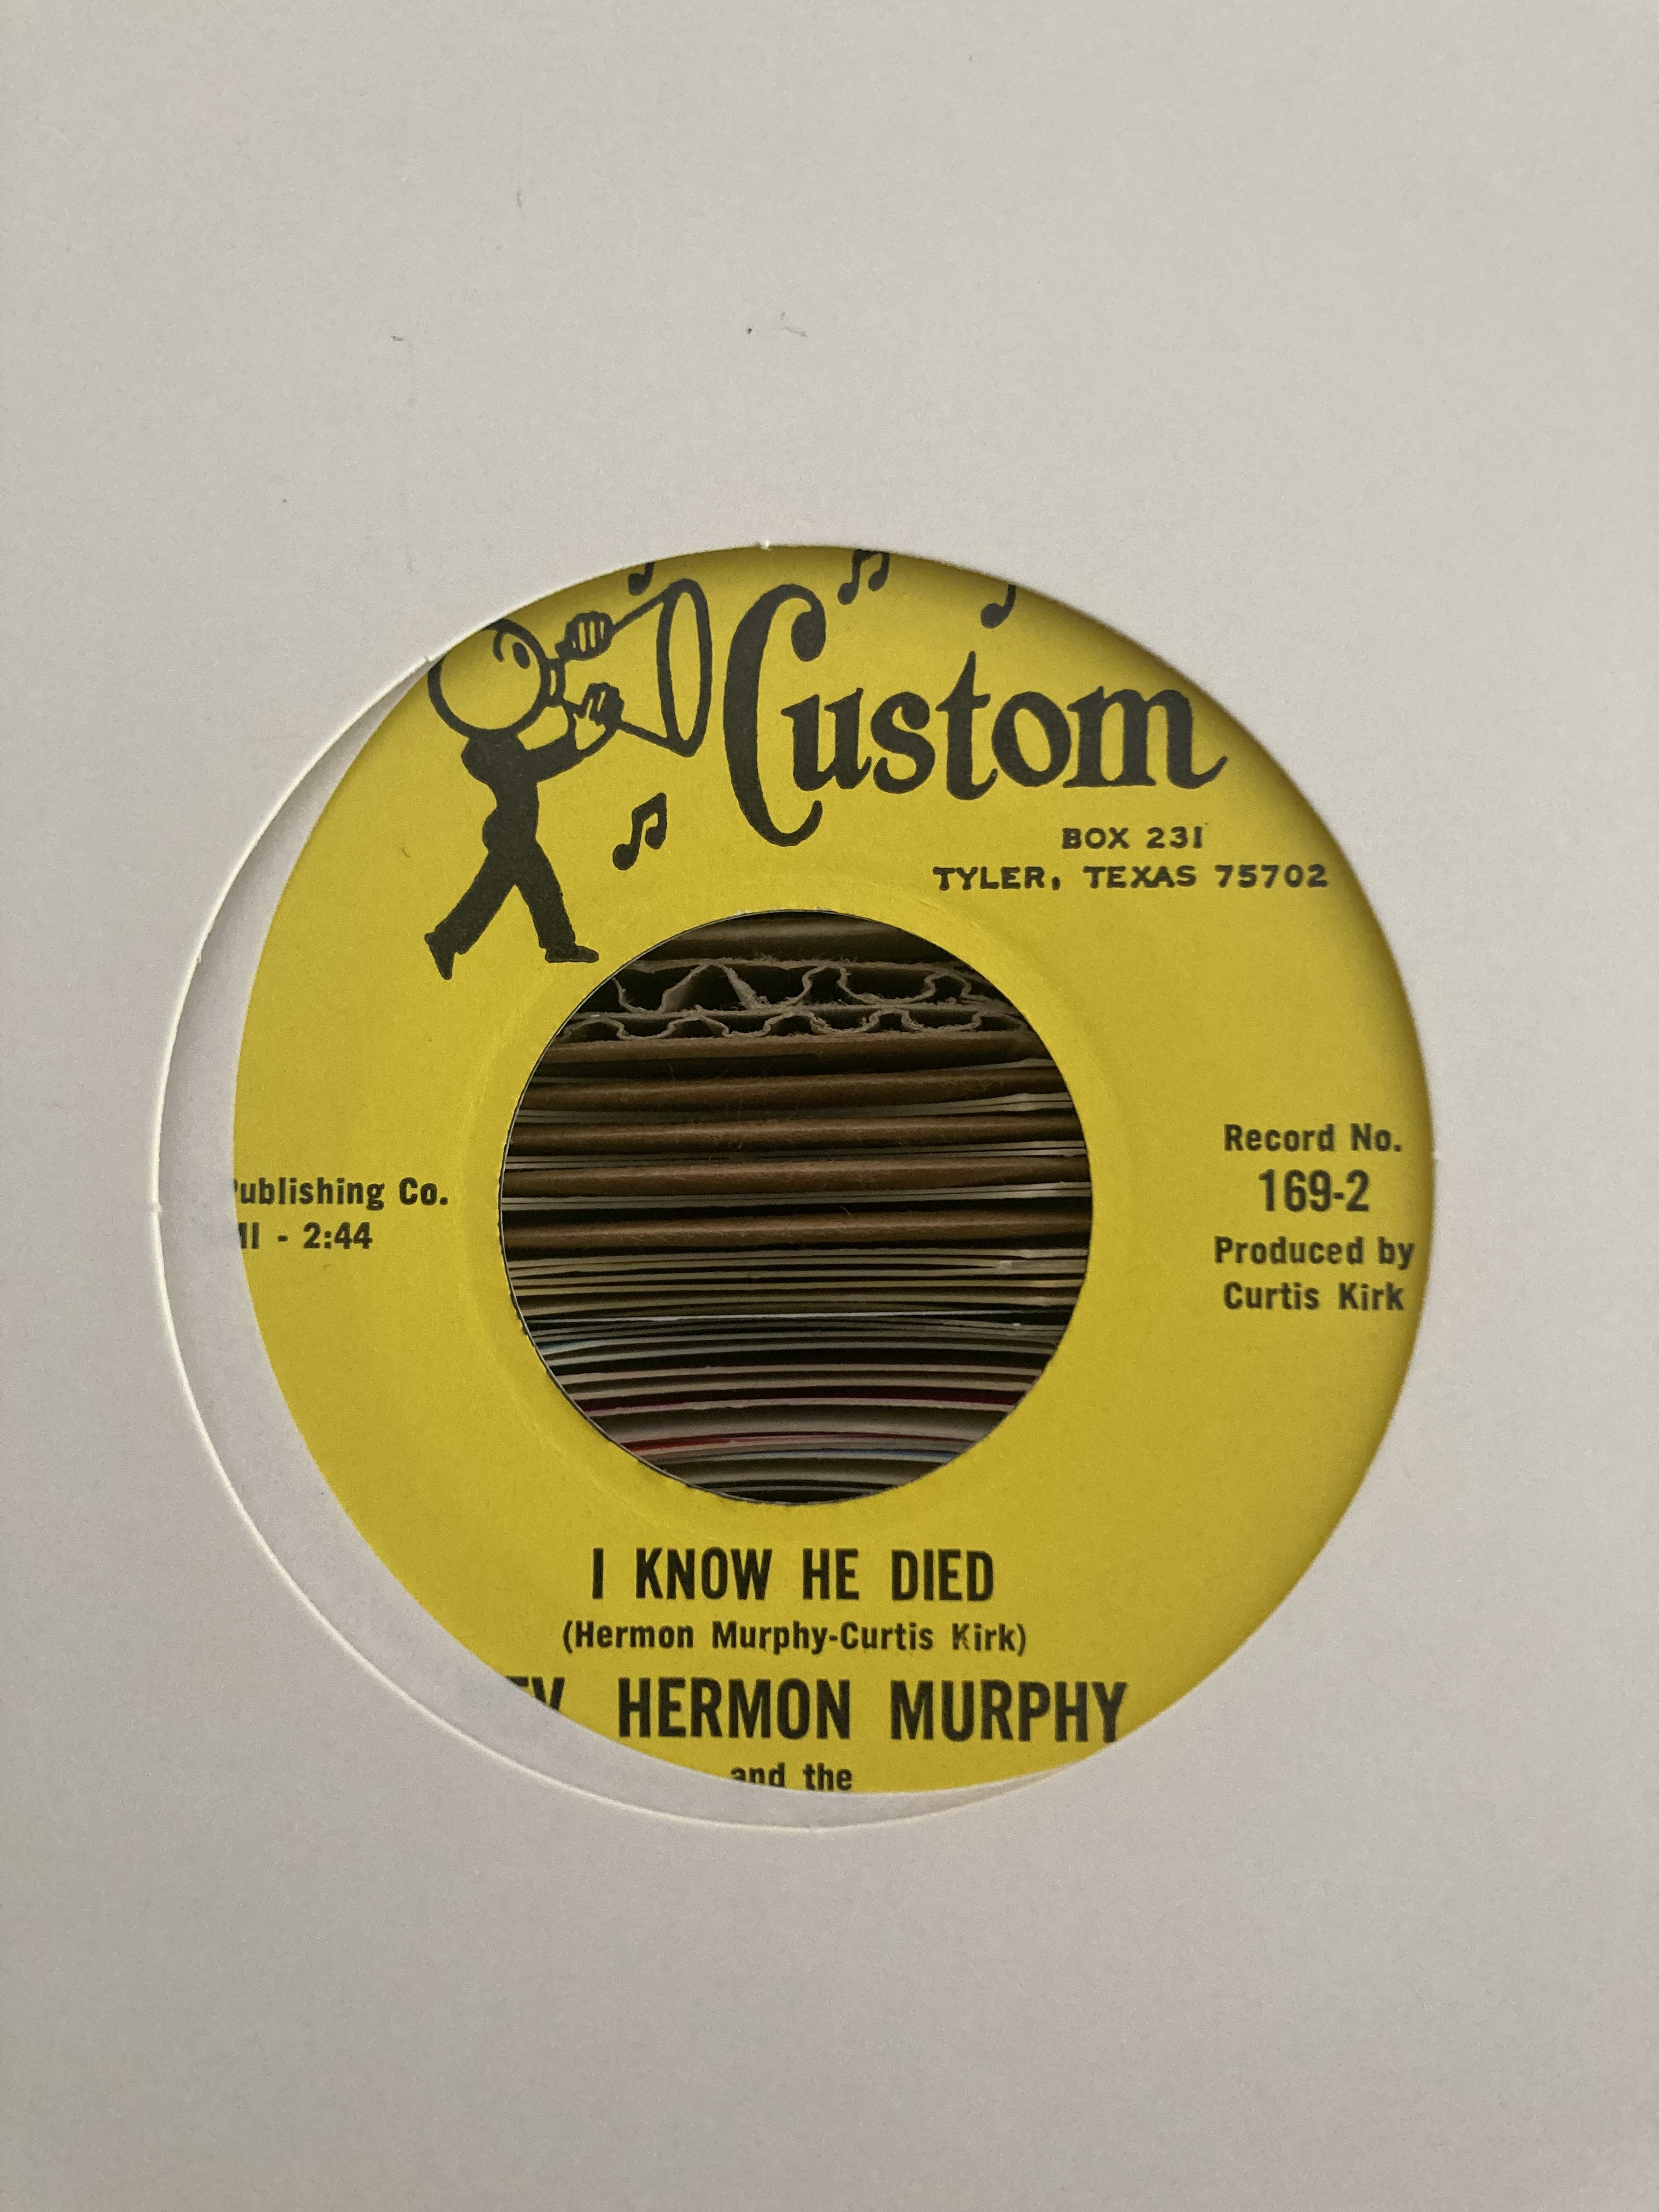 Custom
BOX 231
TYLER, TEXAS 75702
Record No.
169-2
Produced by
Curtis Kirk
Publishing Co.
- 2:44
I KNOW HE DIED
(Hermon Murphy-Curtis Kirk)
HERMON MURPHY
and the